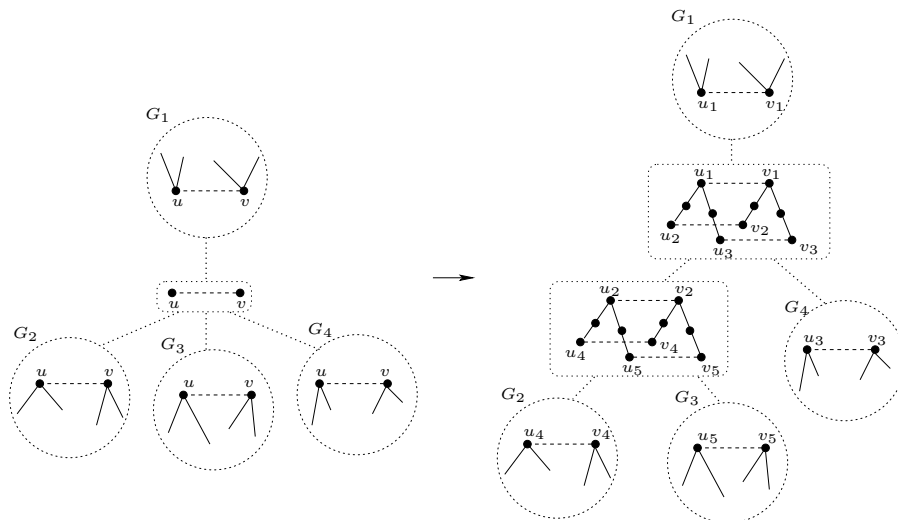 G₁
u v
u v
G₂ G₃ G₄
u v u v u v
G₁
u₁ v₁
u₁ v₁
u₂ v₂
u₃ v₃
u₂ v₂
u₄ v₄
u₅ v₅
G₄
u₃ v₃
G₂ G₃
u₄ v₄ u₅ v₅